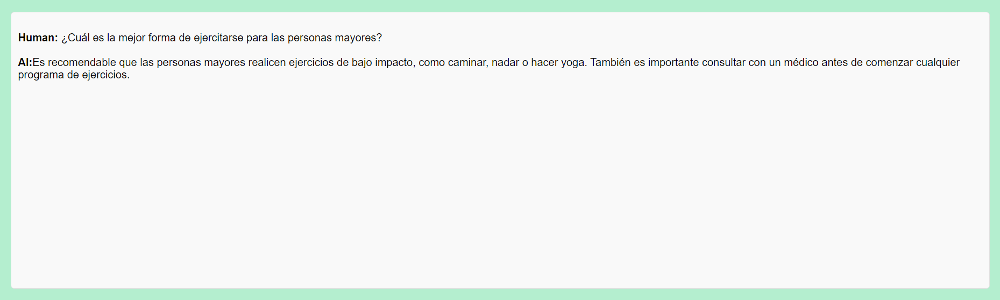 Human: ¿Cuál es la mejor forma de ejercitarse para las personas mayores?
AI:Es recomendable que las personas mayores realicen ejercicios de bajo impacto, como caminar, nadar o hacer yoga. También es importante consultar con un médico antes de comenzar cualquier
programa de ejercicios.